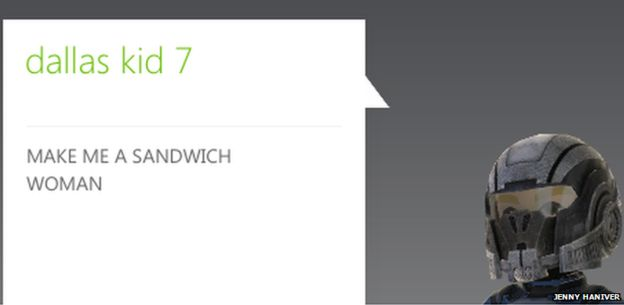 dallas kid 7
MAKE ME A SANDWICH
WOMAN
JENNY HANIVER